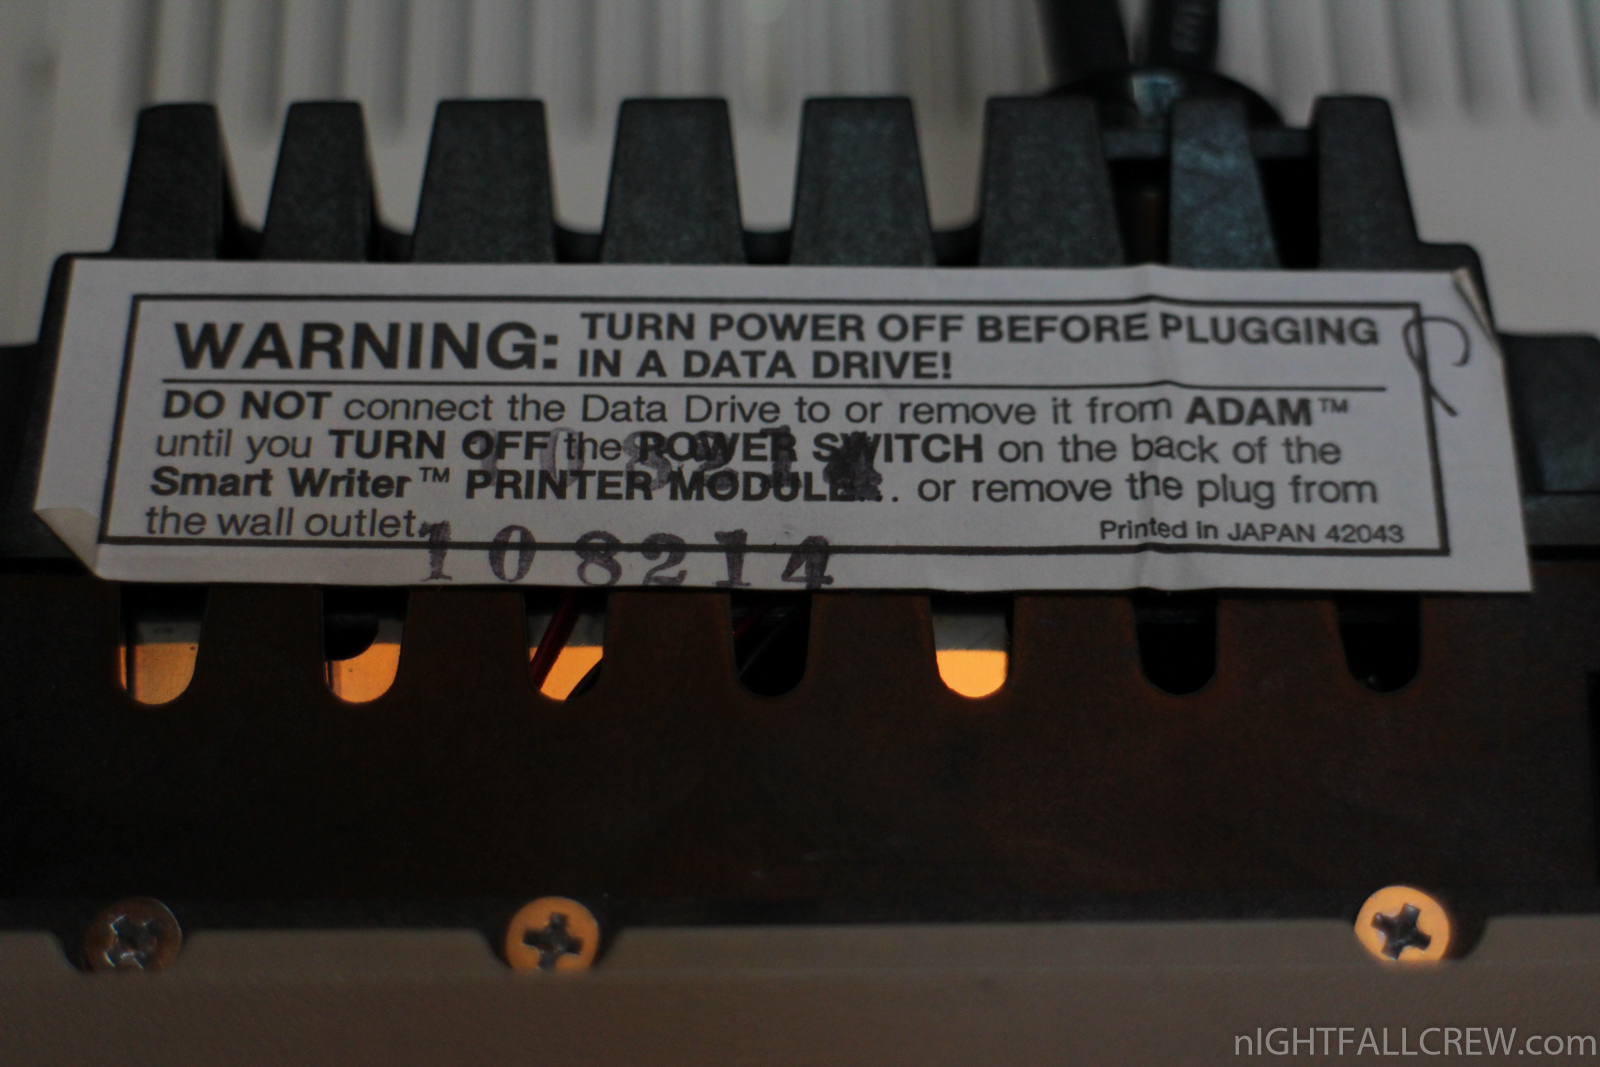 WARNING: TURN POWER OFF BEFORE PLUGGING
IN A DATA DRIVE!
DO NOT connect the Data Drive to or remove it from ADAM™
until you TURN OFF the POWER SWITCH on the back of the
Smart Writer™ PRINTER MODULE... or remove the plug from
the wall outlet.
Printed in JAPAN 42043
108214
108214
nIGHTFALLCREW.com